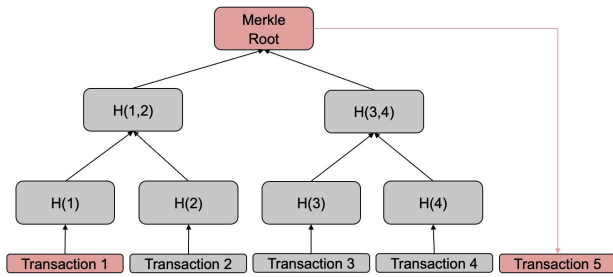 Merkle
Root
H(1,2)
H(3,4)
H(1)
H(2)
H(3)
H(4)
Transaction 1
Transaction 2
Transaction 3
Transaction 4
Transaction 5